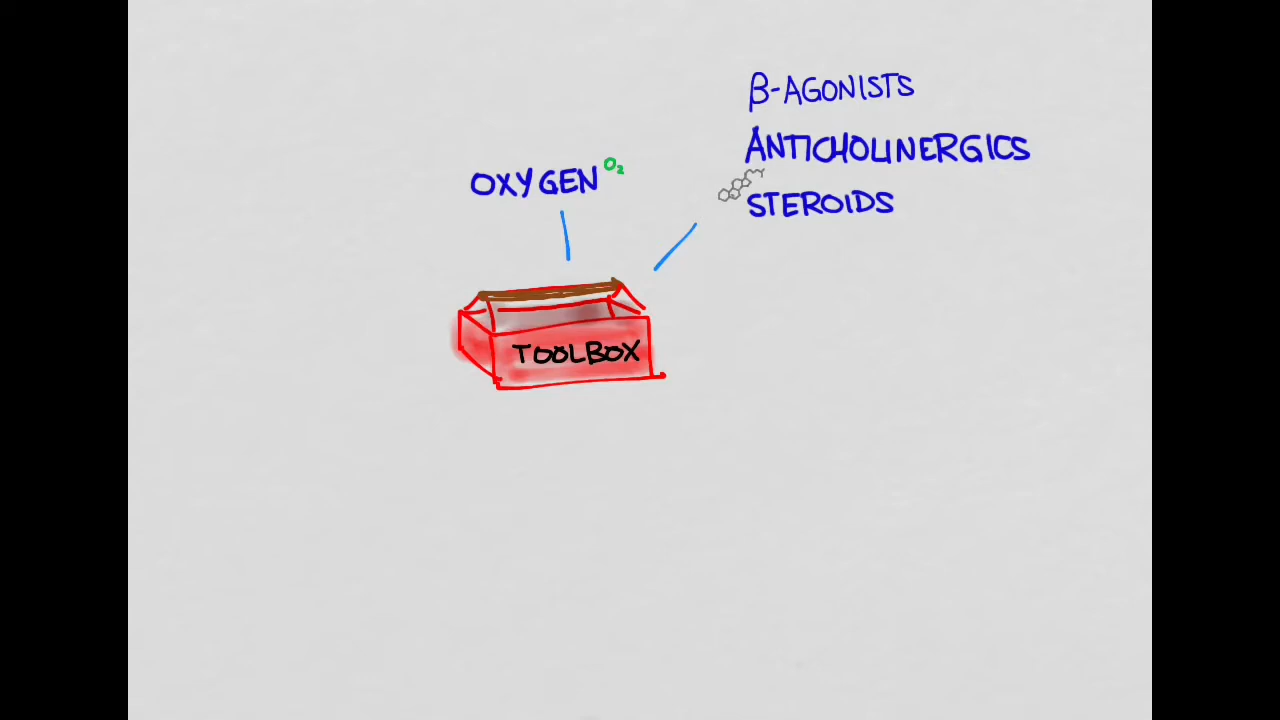 β-AGONISTS
ANTICHOLINERGICS
STEROIDS
OXYGEN O₂
TOOLBOX